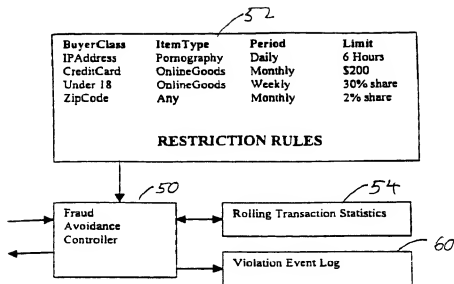 52
BuyerClass ItemType Period Limit
IPAddress Pornography Daily 6 Hours
CreditCard OnlineGoods Monthly $200
Under 18 OnlineGoods Weekly 30% share
ZipCode Any Monthly 2% share
RESTRICTION RULES
50
54
Fraud
Avoidance
Controller
Rolling Transaction Statistics
60
Violation Event Log